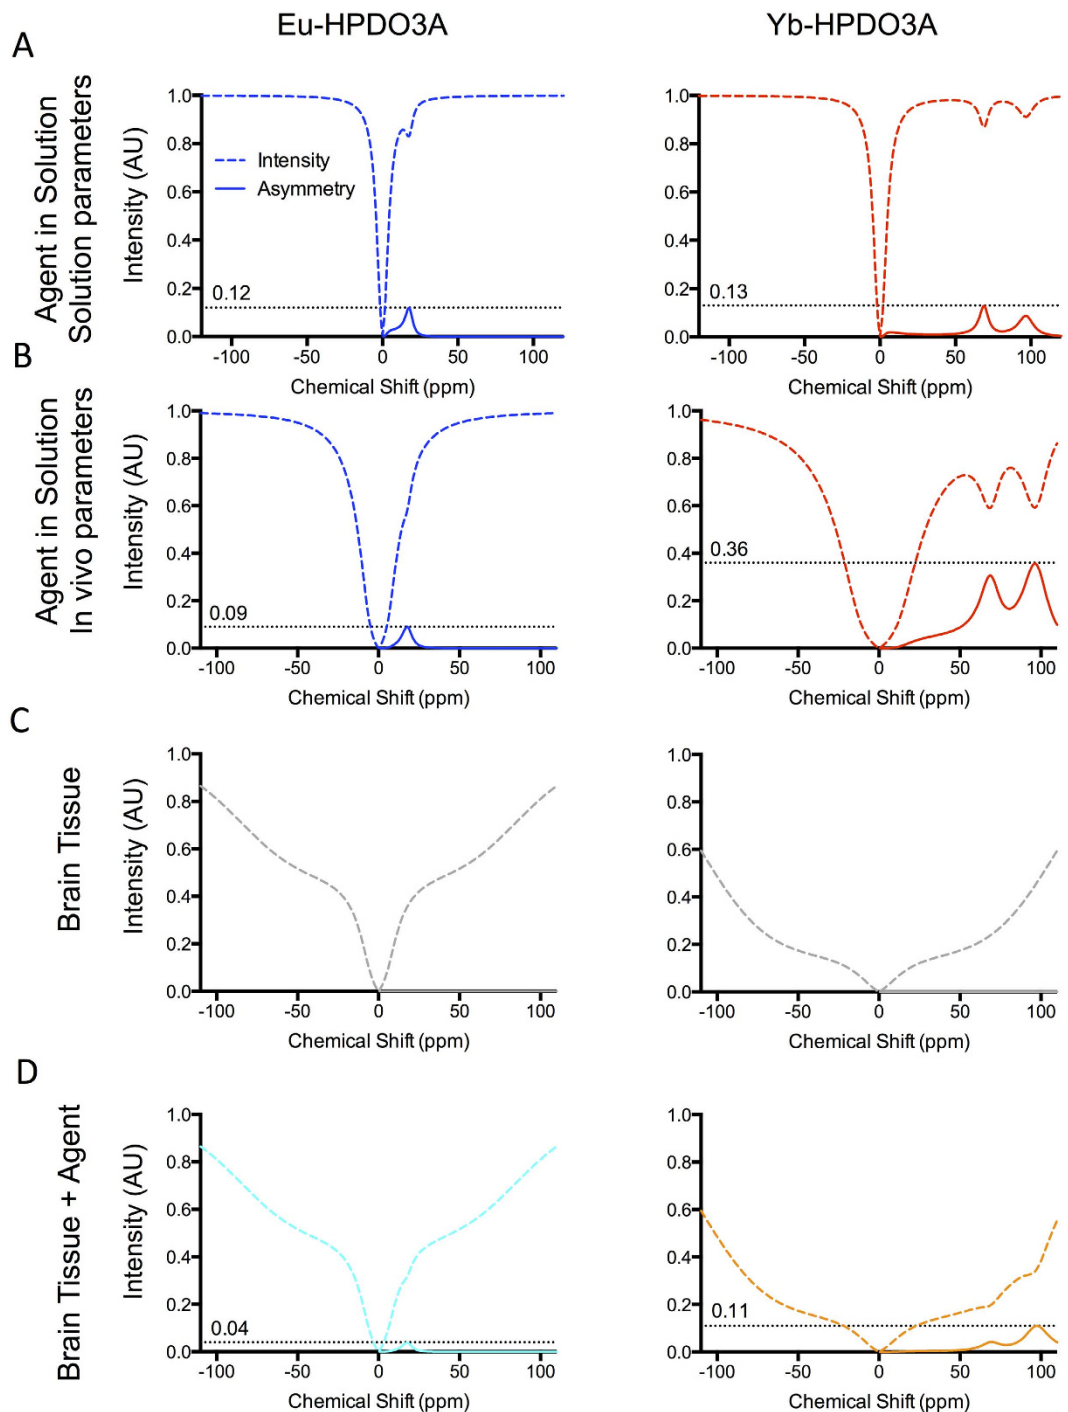 Eu-HPDO3A
Yb-HPDO3A
A
Agent in Solution
Solution parameters
Intensity (AU)
1.0
0.8
0.6
0.4
0.2
0.0
Intensity
Asymmetry
0.12
-100 -50 0 50 100
Chemical Shift (ppm)
Intensity (AU)
1.0
0.8
0.6
0.4
0.2
0.0
0.13
-100 -50 0 50 100
Chemical Shift (ppm)
B
Agent in Solution
In vivo parameters
Intensity (AU)
1.0
0.8
0.6
0.4
0.2
0.0
0.09
-100 -50 0 50 100
Chemical Shift (ppm)
Intensity (AU)
1.0
0.8
0.6
0.4
0.2
0.0
0.36
-100 -50 0 50 100
Chemical Shift (ppm)
C
Brain Tissue
Intensity (AU)
1.0
0.8
0.6
0.4
0.2
0.0
-100 -50 0 50 100
Chemical Shift (ppm)
Intensity (AU)
1.0
0.8
0.6
0.4
0.2
0.0
-100 -50 0 50 100
Chemical Shift (ppm)
D
Brain Tissue + Agent
Intensity (AU)
1.0
0.8
0.6
0.4
0.2
0.0
0.04
-100 -50 0 50 100
Chemical Shift (ppm)
Intensity (AU)
1.0
0.8
0.6
0.4
0.2
0.0
0.11
-100 -50 0 50 100
Chemical Shift (ppm)